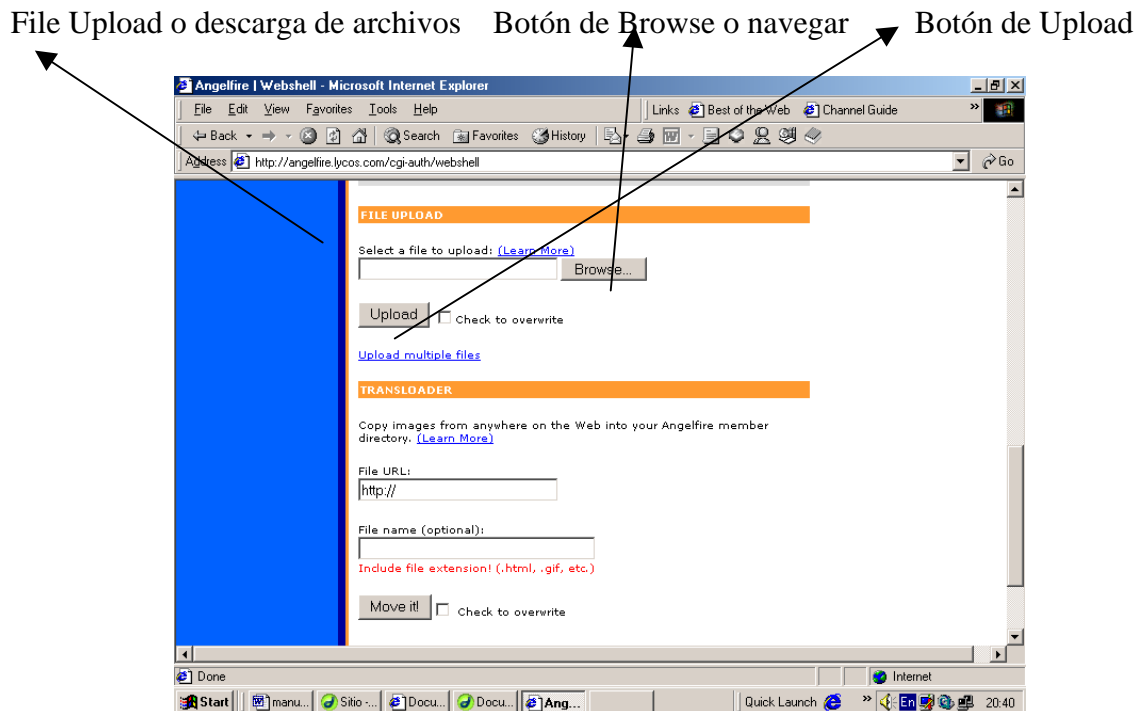 File Upload o descarga de archivos Botón de Browse o navegar Botón de Upload
Angelfire | Webshell - Microsoft Internet Explorer
File Edit View Favorites Tools Help Links Best of the Web Channel Guide »
Back Search Favorites History
Address http://angelfire.lycos.com/cgi-auth/webshell Go
FILE UPLOAD
Select a file to upload: (Learn More)
Browse...
Upload Check to overwrite
Upload multiple files
TRANSLOADER
Copy images from anywhere on the Web into your Angelfire member
directory. (Learn More)
File URL:
http://
File name (optional):
Include file extension! (.html, .gif, etc.)
Move it! Check to overwrite
Done Internet
Start manu... Sitio -... Docu... Docu... Ang... Quick Launch » En 20:40